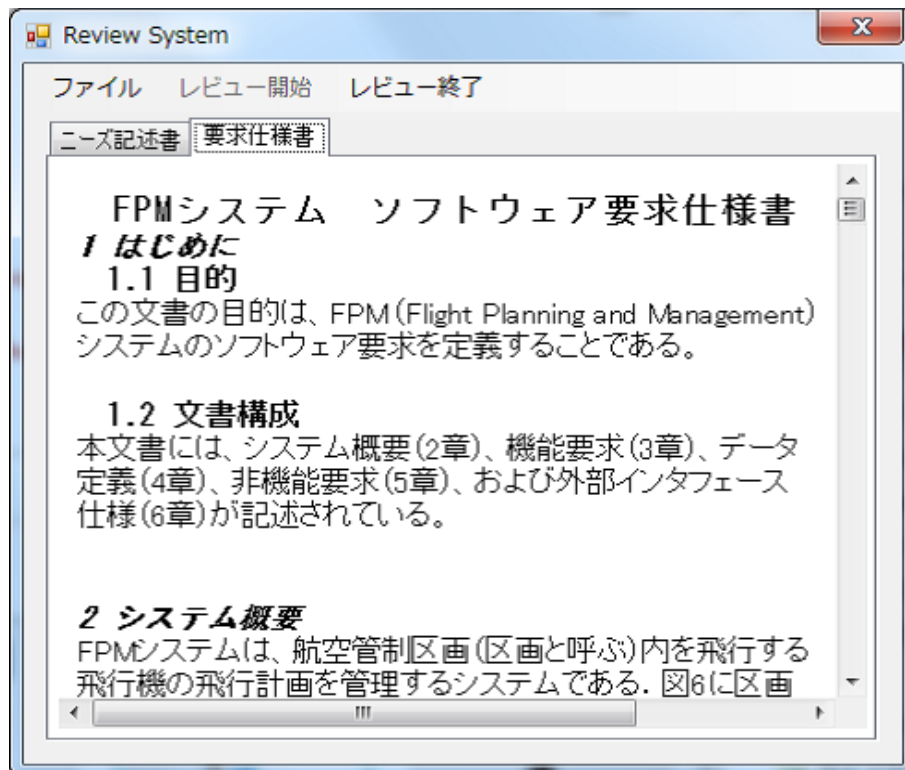 Review System
ファイル レビュー開始 レビュー終了
ニーズ記述書 要求仕様書
FPMシステム ソフトウェア要求仕様書
1 はじめに
1.1 目的
この文書の目的は、FPM(Flight Planning and Management)
システムのソフトウェア要求を定義することである。
1.2 文書構成
本文書には、システム概要(2章)、機能要求(3章)、データ
定義(4章)、非機能要求(5章)、および外部インタフェース
仕様(6章)が記述されている。
2 システム概要
FPMシステムは、航空管制区画(区画と呼ぶ)内を飛行する
飛行機の飛行計画を管理するシステムである. 図6に区画